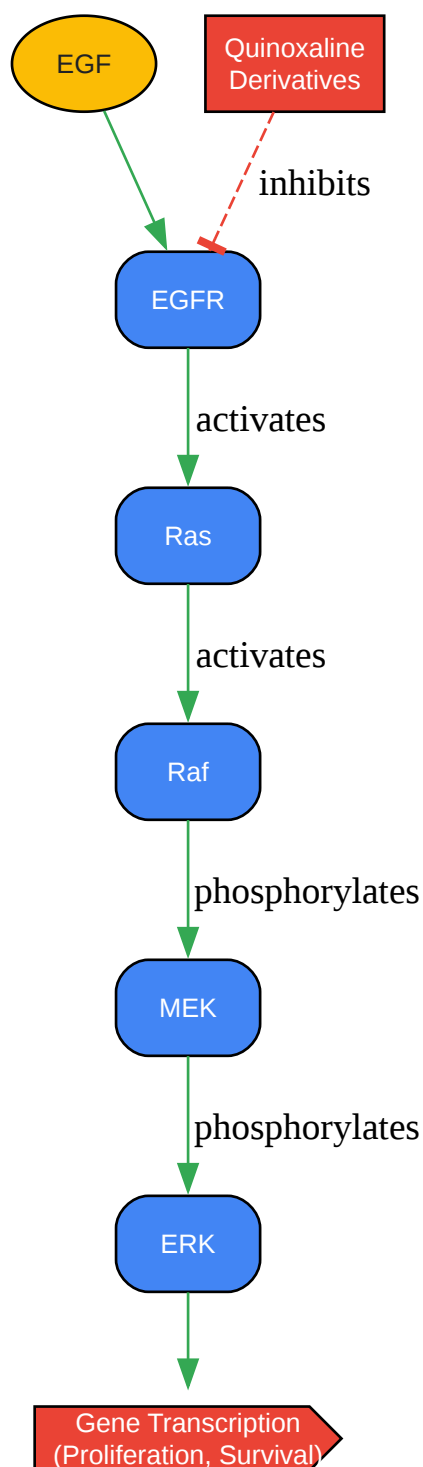 EGF
Quinoxaline
Derivatives
inhibits
EGFR
activates
Ras
activates
Raf
phosphorylates
MEK
phosphorylates
ERK
Gene Transcription
(Proliferation, Survival)